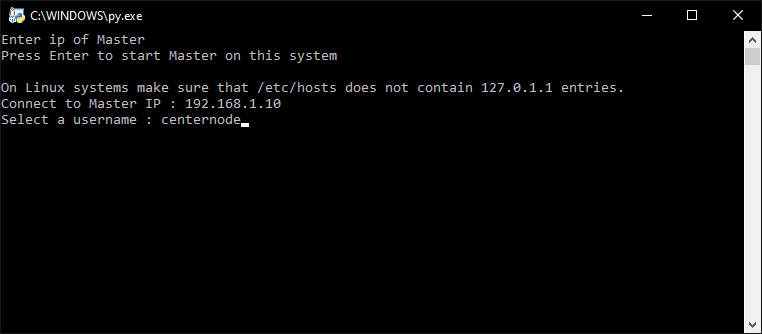 C:\WINDOWS\py.exe
Enter ip of Master
Press Enter to start Master on this system
On Linux systems make sure that /etc/hosts does not contain 127.0.1.1 entries.
Connect to Master IP : 192.168.1.10
Select a username : centernode